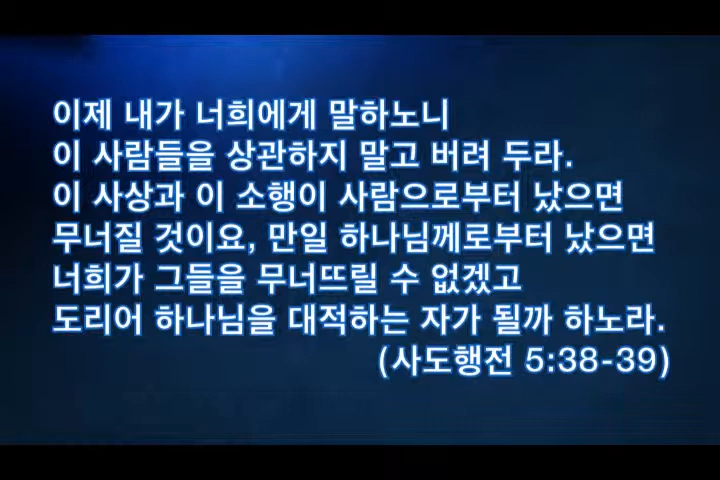 이제 내가 너희에게 말하노니
이 사람들을 상관하지 말고 버려 두라.
이 사상과 이 소행이 사람으로부터 났으면
무너질 것이요, 만일 하나님께로부터 났으면
너희가 그들을 무너뜨릴 수 없겠고
도리어 하나님을 대적하는 자가 될까 하노라.
(사도행전 5:38-39)